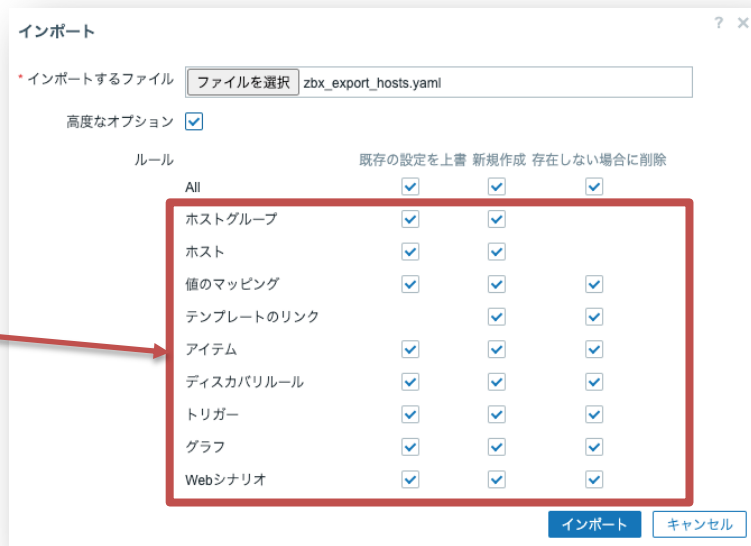 インポート
? ×
* インポートするファイル ファイルを選択 zbx_export_hosts.yaml
高度なオプション
ルール 既存の設定を上書 新規作成 存在しない場合に削除
All
ホストグループ
ホスト
値のマッピング
テンプレートのリンク
アイテム
ディスカバリルール
トリガー
グラフ
Webシナリオ
インポート キャンセル